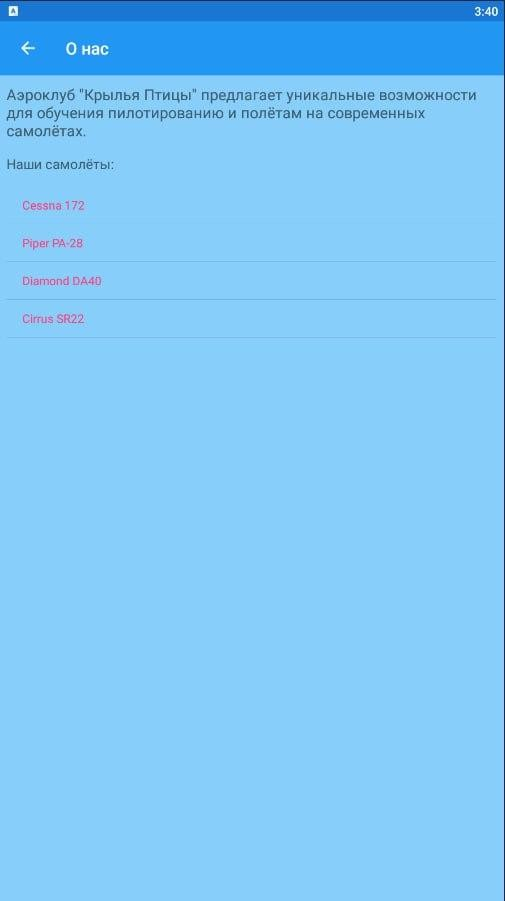 A 3:40
О нас
Аэроклуб "Крылья Птицы" предлагает уникальные возможности
для обучения пилотированию и полётам на современных
самолётах.
Наши самолёты:
Cessna 172
Piper PA-28
Diamond DA40
Cirrus SR22